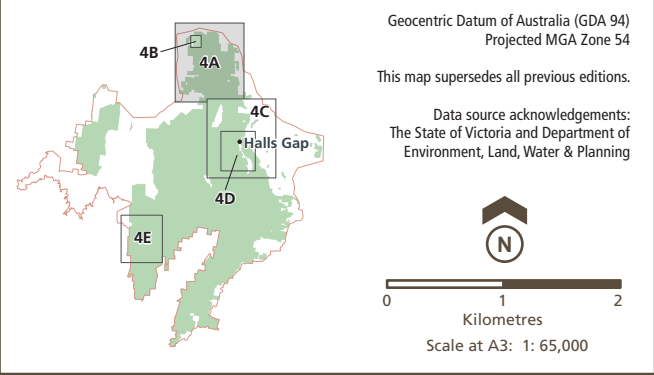 4B
4A
4C
Halls Gap
4D
4E
Geocentric Datum of Australia (GDA 94)
Projected MGA Zone 54
This map supersedes all previous editions.
Data source acknowledgements:
The State of Victoria and Department of
Environment, Land, Water & Planning
N
0 1 2
Kilometres
Scale at A3: 1: 65,000